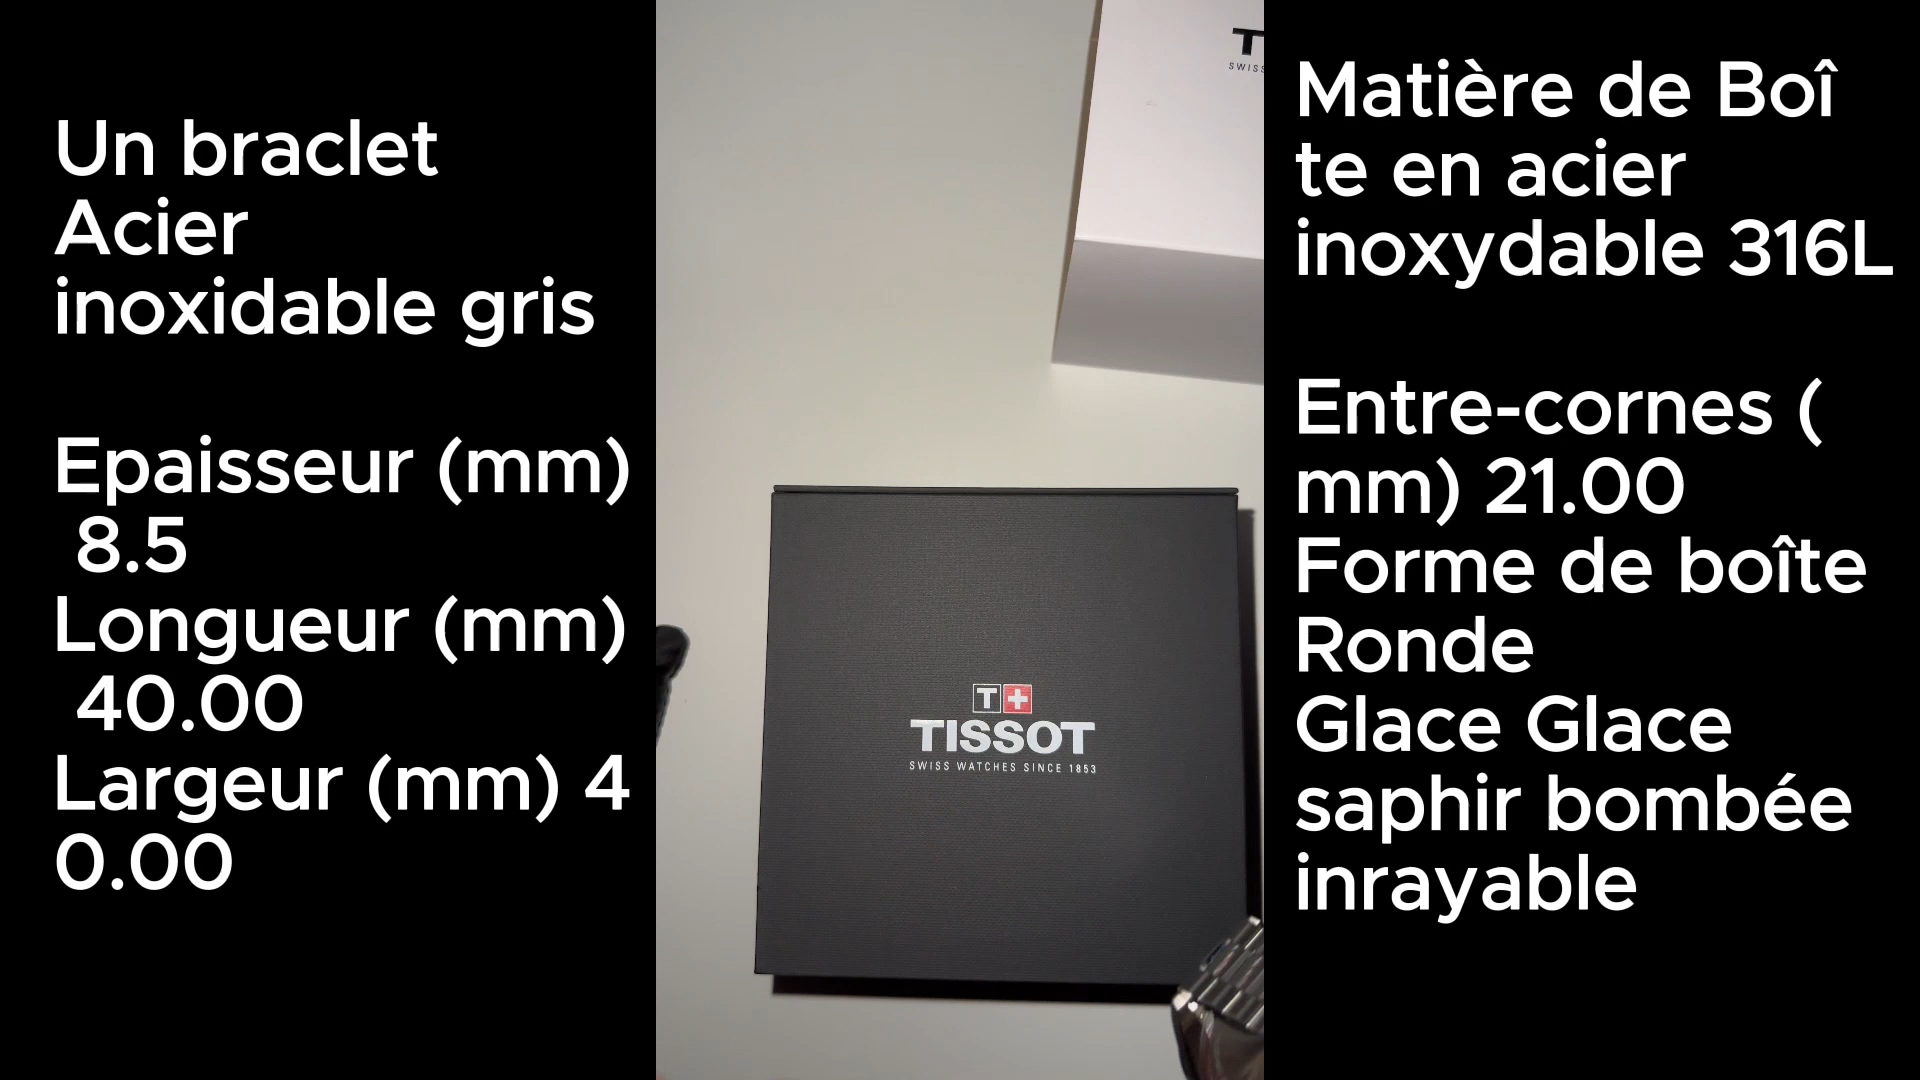 Un braclet
Acier
inoxidable gris
Epaisseur (mm)
8.5
Longueur (mm)
40.00
Largeur (mm) 4
0.00
T
SWISS
T+
TISSOT
SWISS WATCHES SINCE 1853
Matière de Boî
te en acier
inoxydable 316L
Entre-cornes (
mm) 21.00
Forme de boîte
Ronde
Glace Glace
saphir bombée
inrayable